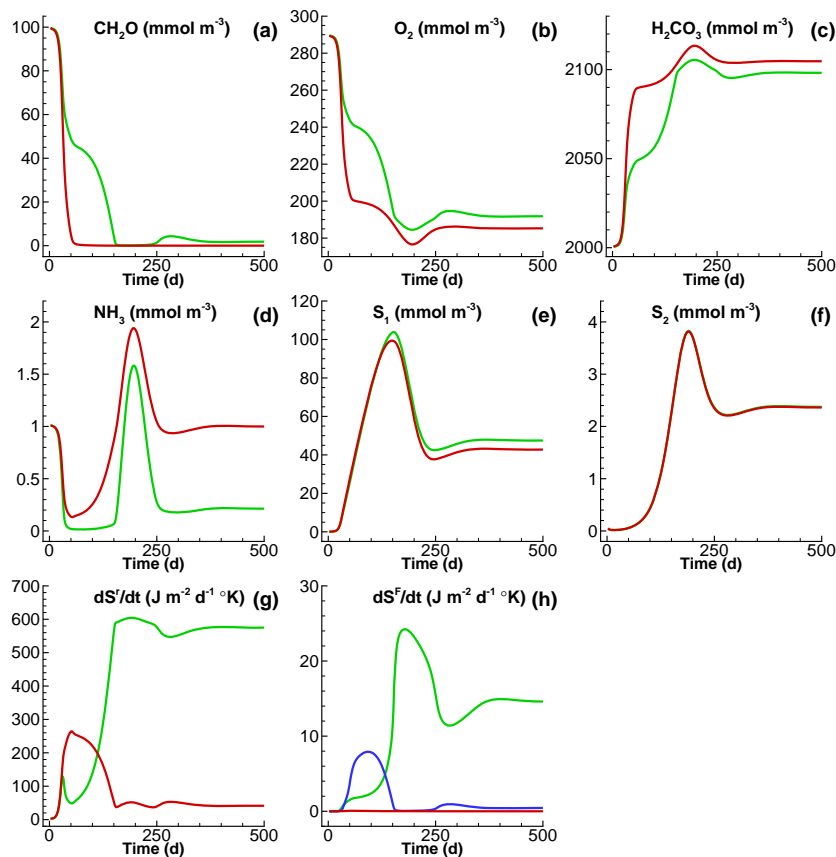 CH₂O (mmol m⁻³) (a)
100
80
60
40
20
0
0 250 500
Time (d)
O₂ (mmol m⁻³) (b)
300
280
260
240
220
200
180
0 250 500
Time (d)
H₂CO₃ (mmol m⁻³) (c)
2100
2050
2000
0 250 500
Time (d)
NH₃ (mmol m⁻³) (d)
2
1.5
1
0.5
0
0 250 500
Time (d)
S₁ (mmol m⁻³) (e)
120
100
80
60
40
20
0
0 250 500
Time (d)
S₂ (mmol m⁻³) (f)
4
2
0
0 250 500
Time (d)
dSʳ/dt (J m⁻² d⁻¹ °K) (g)
700
600
500
400
300
200
100
0
0 250 500
Time (d)
dSᶠ/dt (J m⁻² d⁻¹ °K) (h)
30
20
10
0
0 250 500
Time (d)